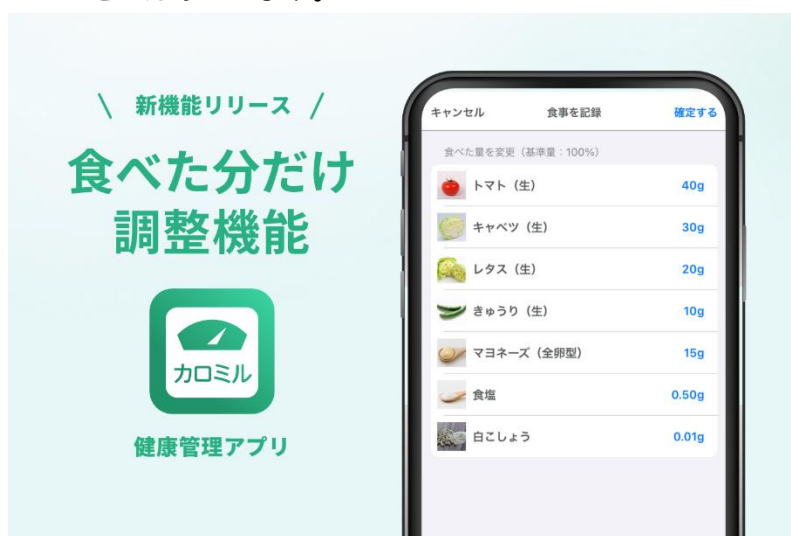 新機能リリース
食べた分だけ
調整機能
カロミル
健康管理アプリ
キャンセル 食事を記録 確定する
食べた量を変更（基準量：100%）
トマト（生） 40g
キャベツ（生） 30g
レタス（生） 20g
きゅうり（生） 10g
マヨネーズ（全卵型） 15g
食塩 0.50g
白こしょう 0.01g